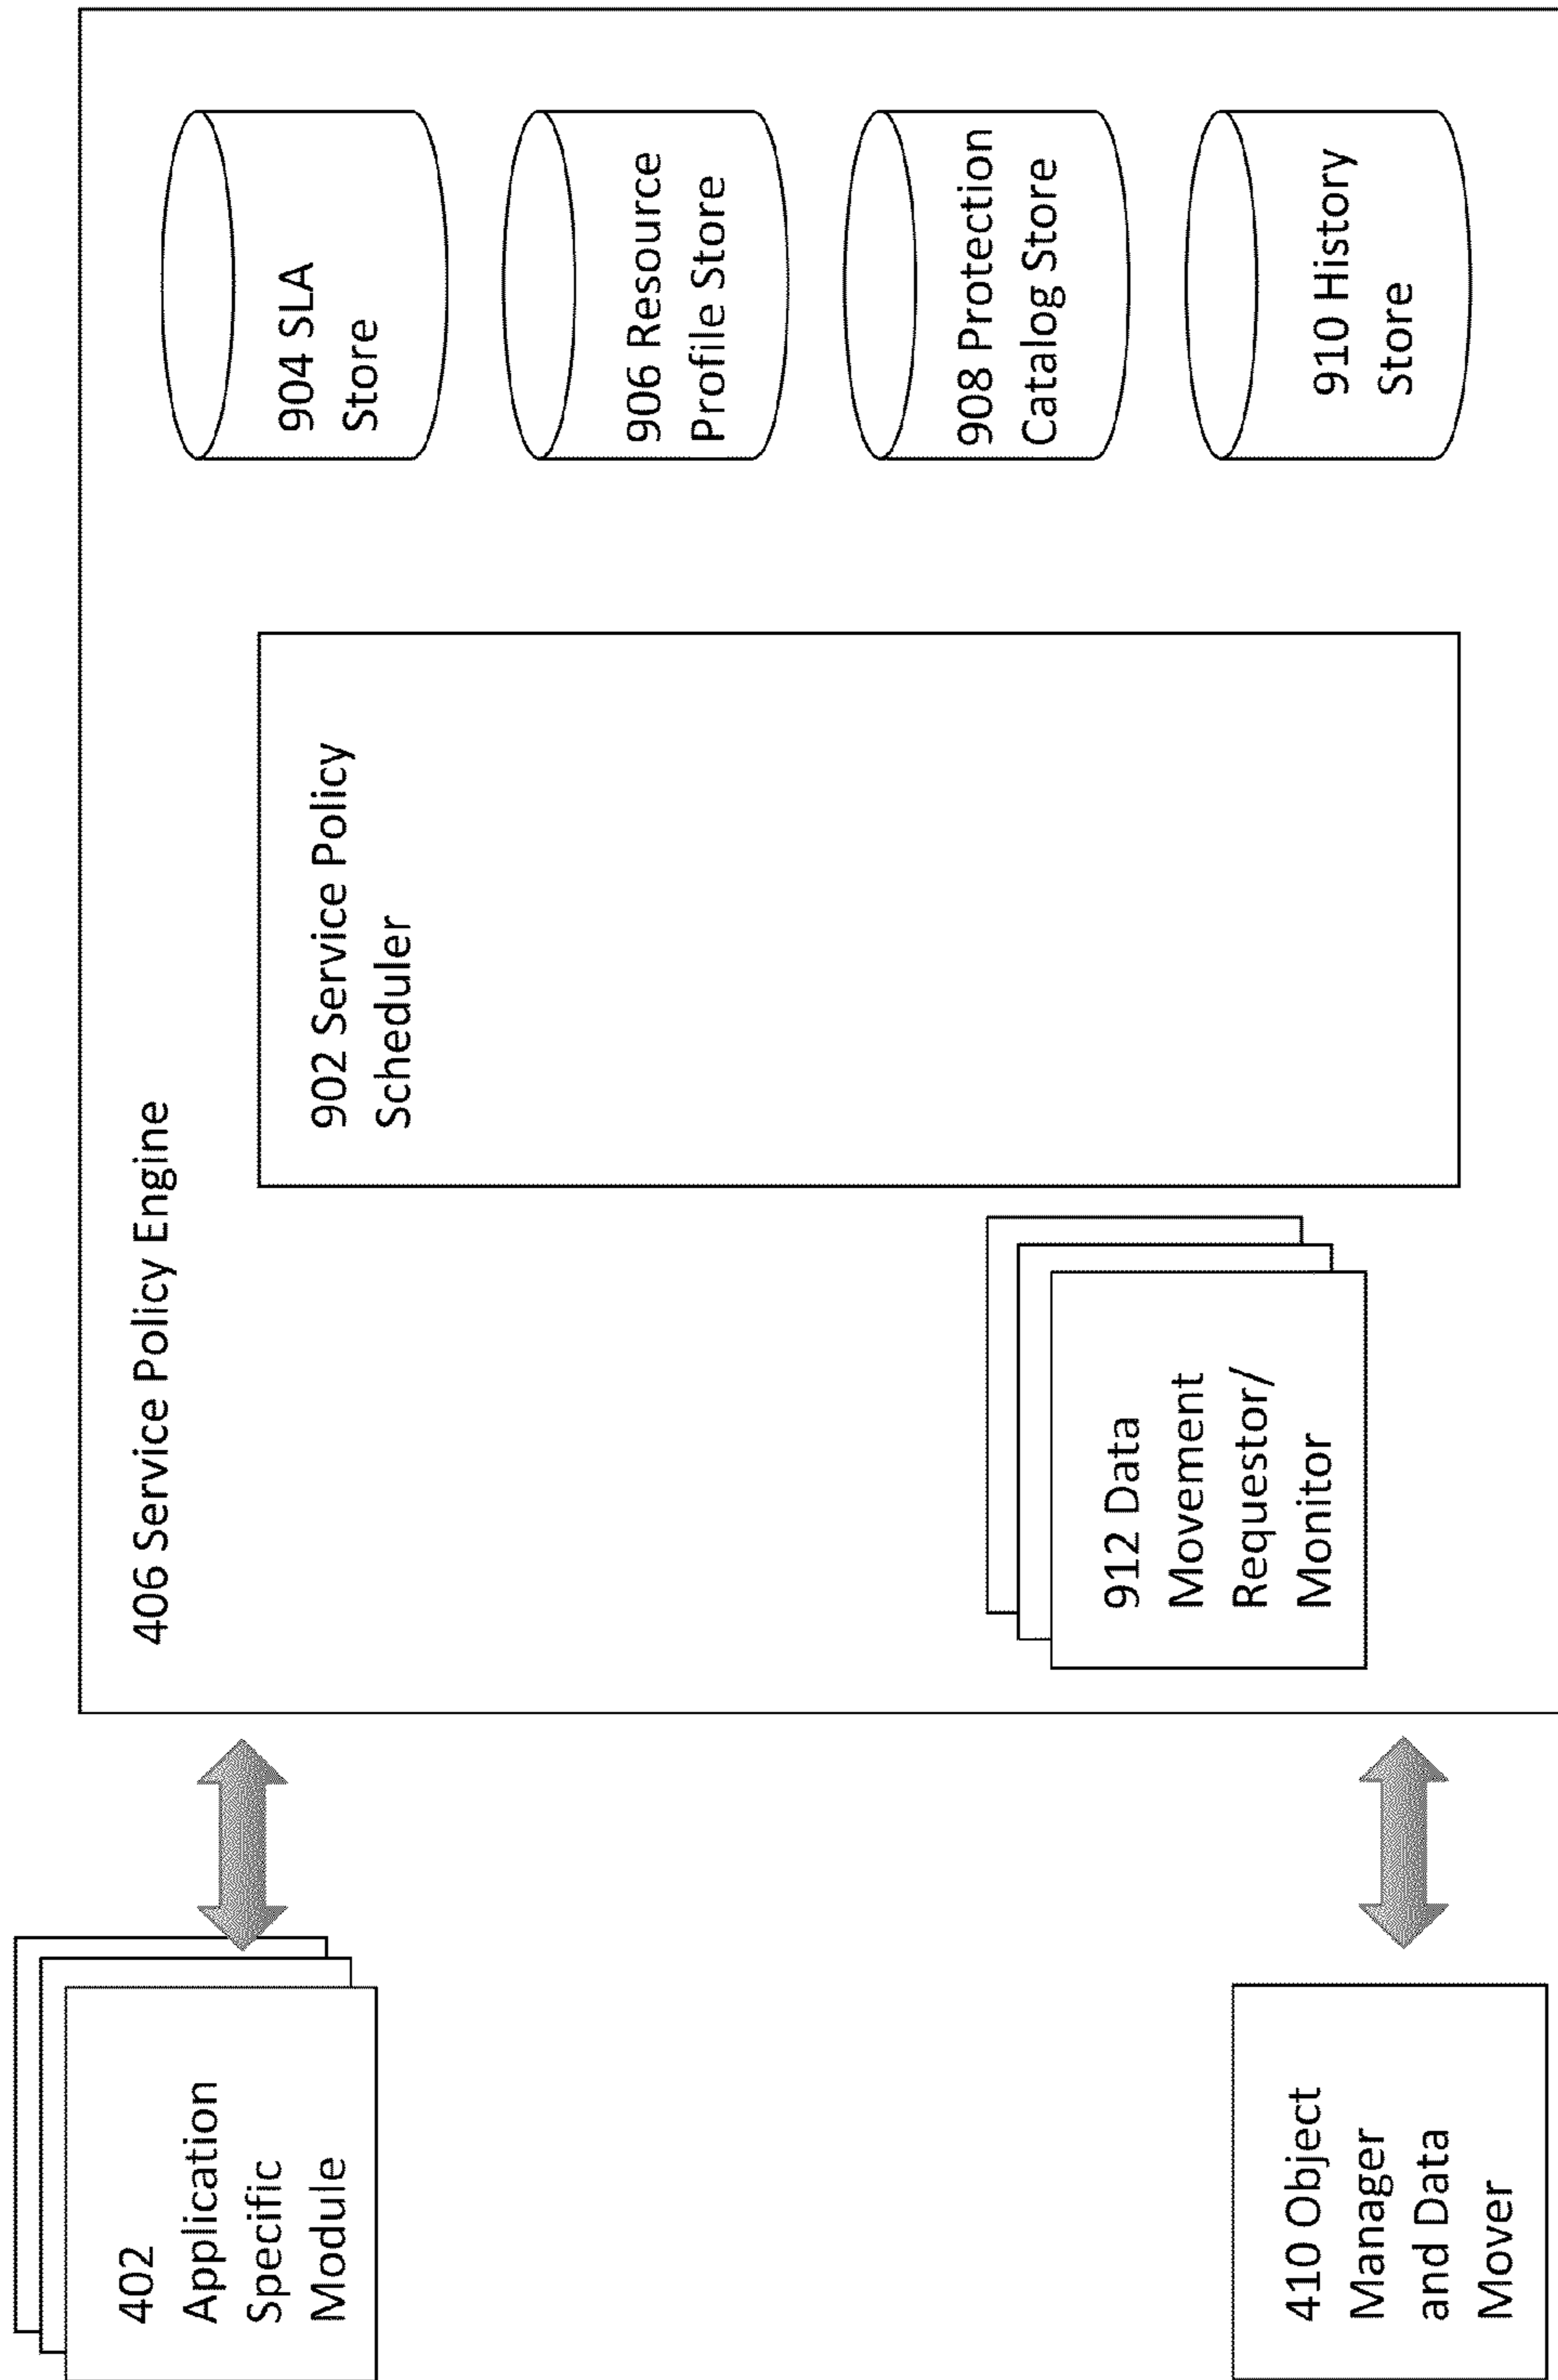 406 Service Policy Engine
402
Application
Specific
Module
902 Service Policy
Scheduler
904 SLA
Store
906 Resource
Profile Store
908 Protection
Catalog Store
910 History
Store
912 Data
Movement
Requestor/
Monitor
410 Object
Manager
and Data
Mover